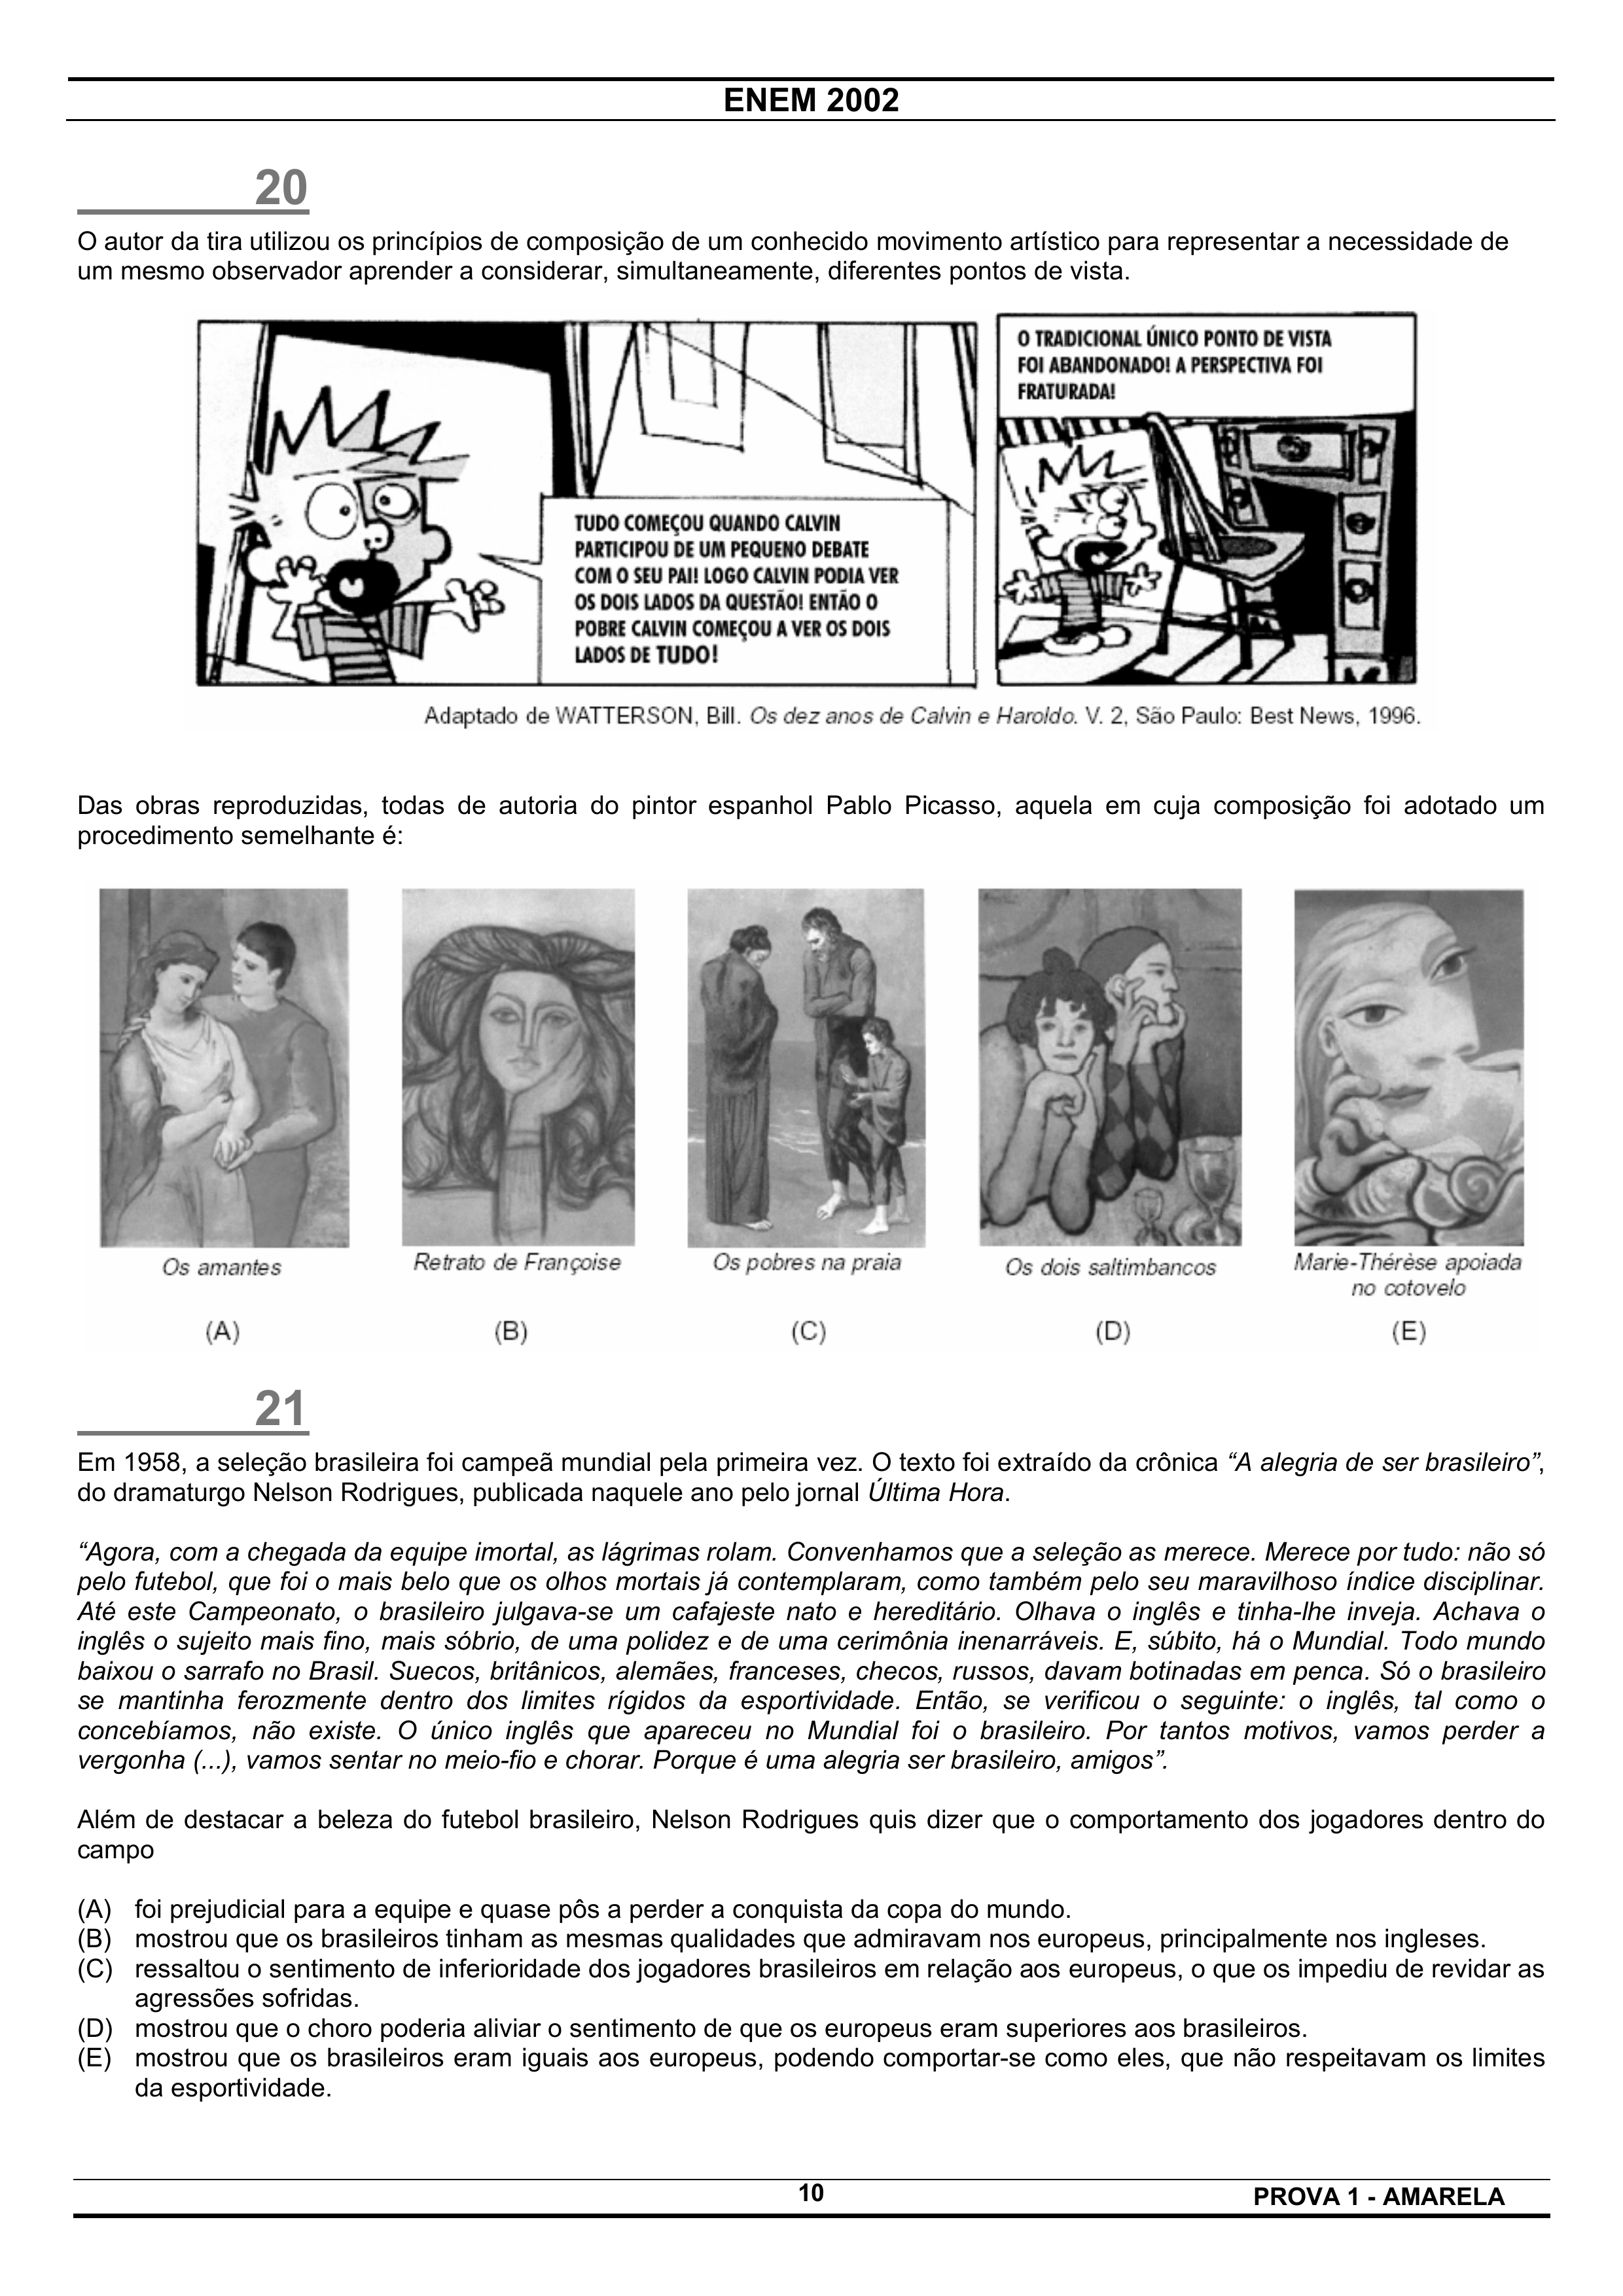 ENEM 2002
20
O autor da tira utilizou os princípios de composição de um conhecido movimento artístico para representar a necessidade de
um mesmo observador aprender a considerar, simultaneamente, diferentes pontos de vista.
TUDO COMEÇOU QUANDO CALVIN
PARTICIPOU DE UM PEQUENO DEBATE
COM O SEU PAI! LOGO CALVIN PODIA VER
OS DOIS LADOS DA QUESTÃO! ENTÃO O
POBRE CALVIN COMEÇOU A VER OS DOIS
LADOS DE TUDO!
O TRADICIONAL ÚNICO PONTO DE VISTA
FOI ABANDONADO! A PERSPECTIVA FOI
FRATURADA!
Adaptado de WATTERSON, Bill. Os dez anos de Calvin e Haroldo. V. 2, São Paulo: Best News, 1996.
Das obras reproduzidas, todas de autoria do pintor espanhol Pablo Picasso, aquela em cuja composição foi adotado um
procedimento semelhante é:
Os amantes
(A)
Retrato de Françoise
(B)
Os pobres na praia
(C)
Os dois saltimbancos
(D)
Marie-Thérèse apoiada
no cotovelo
(E)
21
Em 1958, a seleção brasileira foi campeã mundial pela primeira vez. O texto foi extraído da crônica “A alegria de ser brasileiro”,
do dramaturgo Nelson Rodrigues, publicada naquele ano pelo jornal Última Hora.
“Agora, com a chegada da equipe imortal, as lágrimas rolam. Convenhamos que a seleção as merece. Merece por tudo: não só
pelo futebol, que foi o mais belo que os olhos mortais já contemplaram, como também pelo seu maravilhoso índice disciplinar.
Até este Campeonato, o brasileiro julgava-se um cafajeste nato e hereditário. Olhava o inglês e tinha-lhe inveja. Achava o
inglês o sujeito mais fino, mais sóbrio, de uma polidez e de uma cerimônia inenarráveis. E, súbito, há o Mundial. Todo mundo
baixou o sarrafo no Brasil. Suecos, britânicos, alemães, franceses, checos, russos, davam botinadas em penca. Só o brasileiro
se mantinha ferozmente dentro dos limites rígidos da esportividade. Então, se verificou o seguinte: o inglês, tal como o
concebíamos, não existe. O único inglês que apareceu no Mundial foi o brasileiro. Por tantos motivos, vamos perder a
vergonha (...), vamos sentar no meio-fio e chorar. Porque é uma alegria ser brasileiro, amigos”.
Além de destacar a beleza do futebol brasileiro, Nelson Rodrigues quis dizer que o comportamento dos jogadores dentro do
campo
(A) foi prejudicial para a equipe e quase pôs a perder a conquista da copa do mundo.
(B) mostrou que os brasileiros tinham as mesmas qualidades que admiravam nos europeus, principalmente nos ingleses.
(C) ressaltou o sentimento de inferioridade dos jogadores brasileiros em relação aos europeus, o que os impediu de revidar as
agressões sofridas.
(D) mostrou que o choro poderia aliviar o sentimento de que os europeus eram superiores aos brasileiros.
(E) mostrou que os brasileiros eram iguais aos europeus, podendo comportar-se como eles, que não respeitavam os limites
da esportividade.
10
PROVA 1 - AMARELA